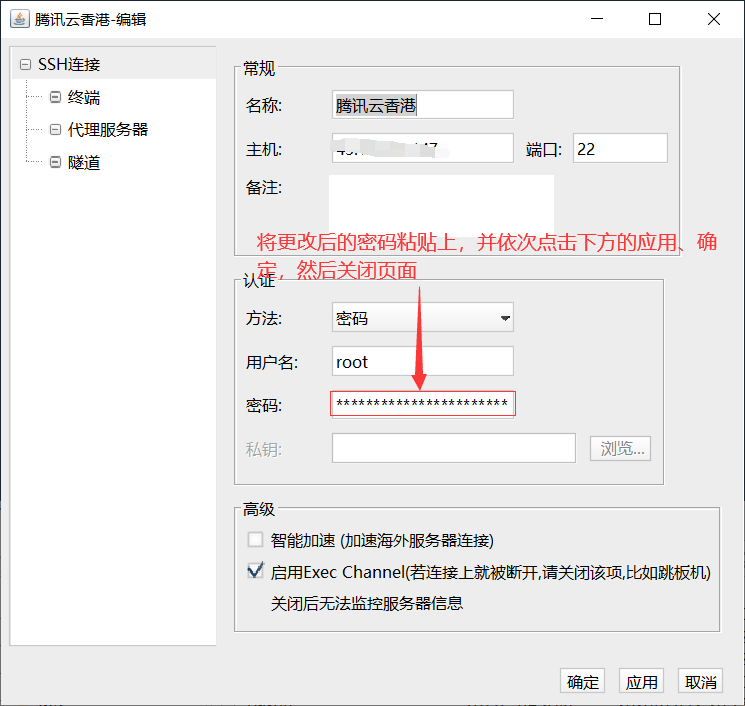 腾讯云香港-编辑
SSH连接
终端
代理服务器
隧道
常规
名称: 腾讯云香港
主机: 端口: 22
备注:
将更改后的密码粘贴上，并依次点击下方的应用、确
定，然后关闭页面
认证
方法: 密码
用户名: root
密码: ***********************
私钥: 浏览...
高级
智能加速 (加速海外服务器连接)
启用Exec Channel(若连接上就被断开,请关闭该项,比如跳板机)
关闭后无法监控服务器信息
确定 应用 取消